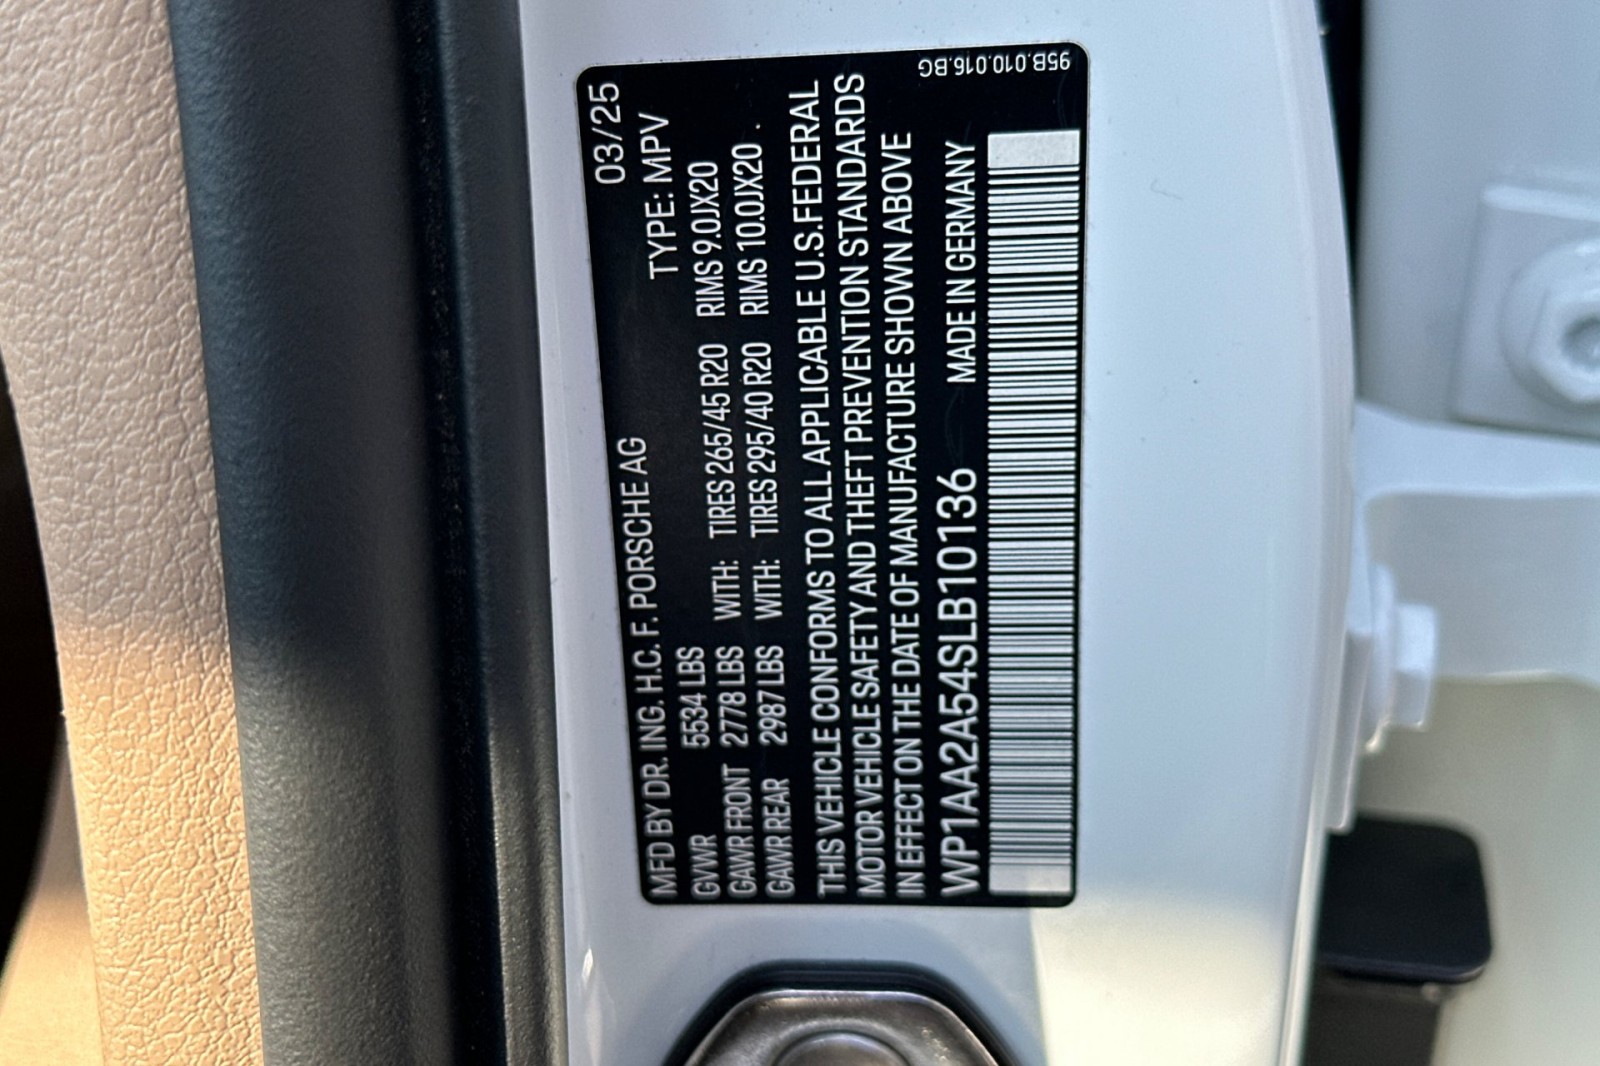 03/25
MFD BY DR. ING. H.C. F. PORSCHE AG TYPE: MPV
GVWR 5534 LBS
GAWR FRONT 2778 LBS WITH: TIRES 265/45 R20 RIMS 9.0JX20
GAWR REAR 2987 LBS WITH: TIRES 295/40 R20 RIMS 10.0JX20 .
THIS VEHICLE CONFORMS TO ALL APPLICABLE U.S.FEDERAL
MOTOR VEHICLE SAFETY AND THEFT PREVENTION STANDARDS
IN EFFECT ON THE DATE OF MANUFACTURE SHOWN ABOVE
WP1AA2A54SLB10136 MADE IN GERMANY
95B.010.016.BG